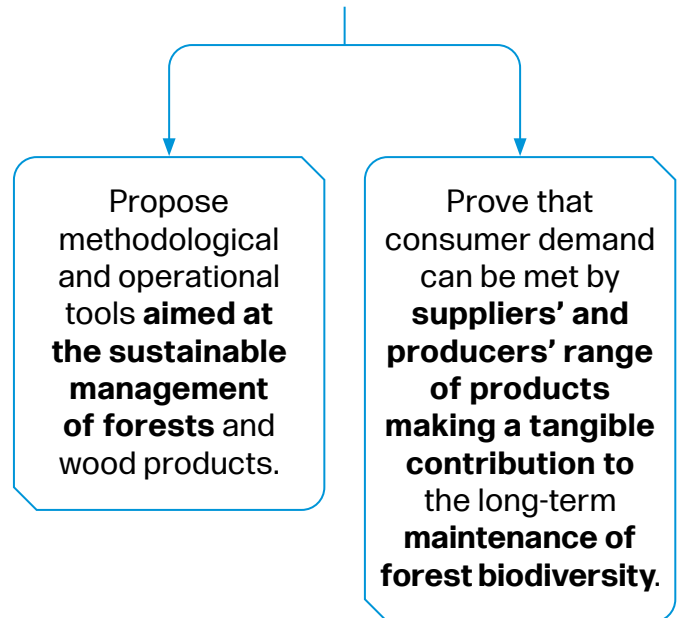 Propose
methodological
and operational
tools aimed at
the sustainable
management
of forests and
wood products.
Prove that
consumer demand
can be met by
suppliers’ and
producers’ range
of products
making a tangible
contribution to
the long-term
maintenance of
forest biodiversity.